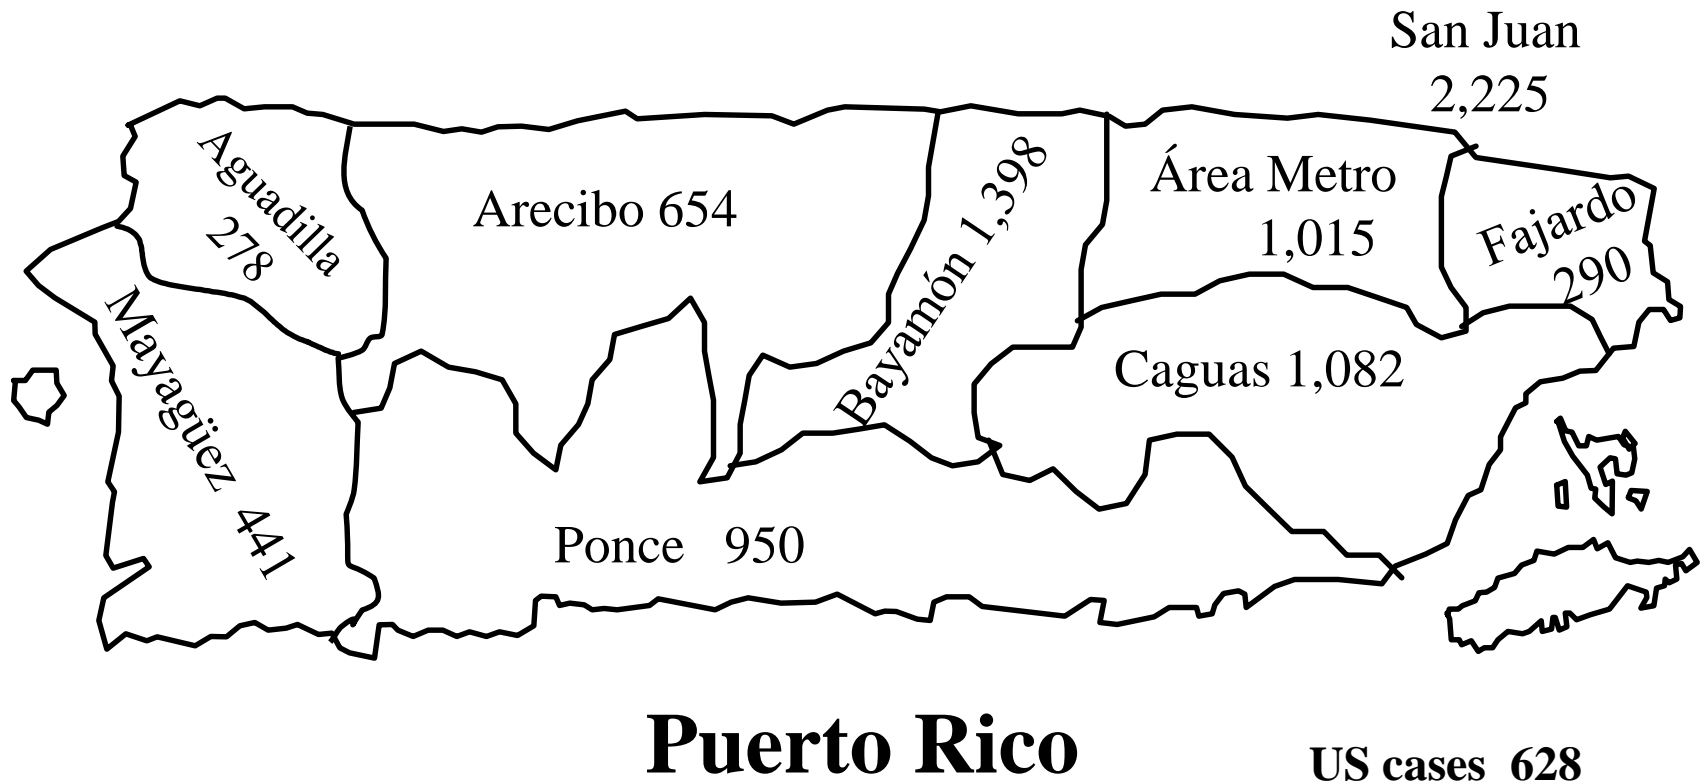 San Juan
2,225
Aguadilla
278
Arecibo 654
Bayamón 1,398
Área Metro
1,015
Fajardo
290
Mayagüez 441
Caguas 1,082
Ponce 950
Puerto Rico
US cases 628